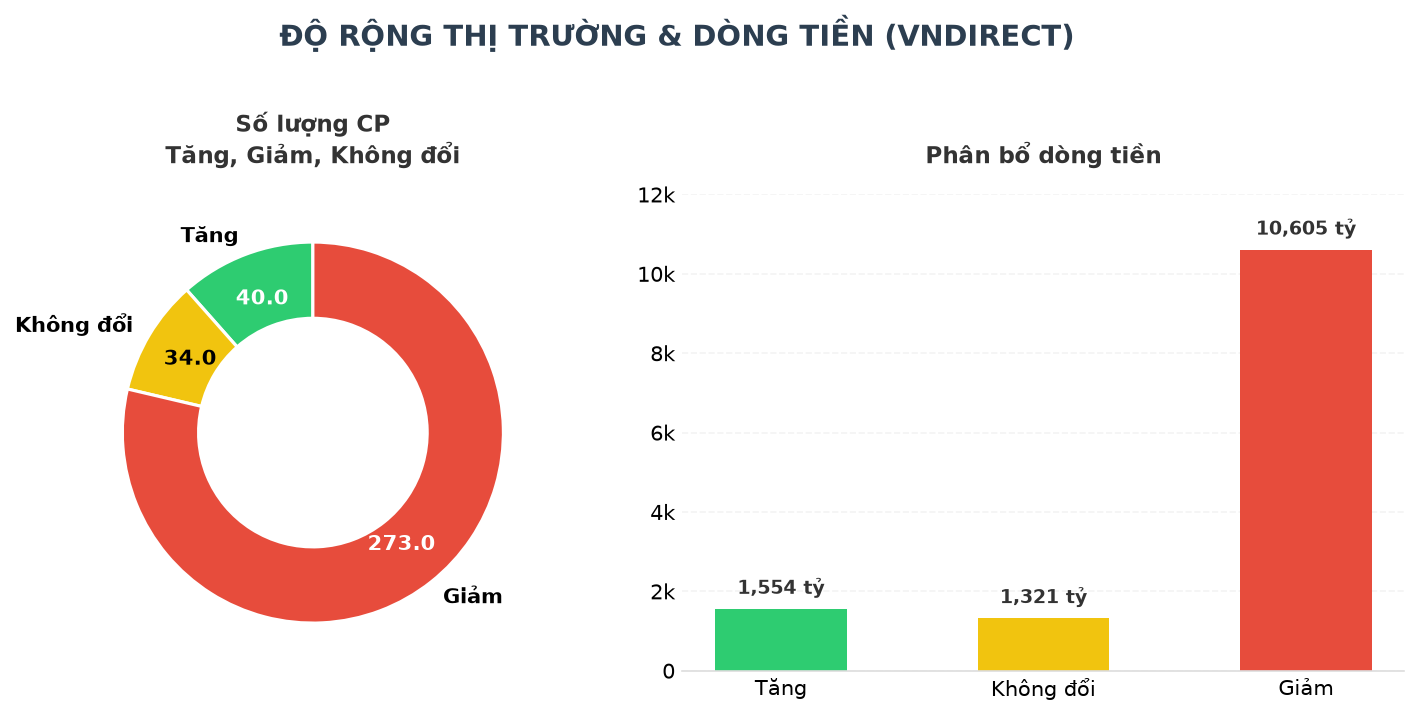 ĐỘ RỘNG THỊ TRƯỜNG & DÒNG TIỀN (VNDIRECT)
Số lượng CP
Tăng, Giảm, Không đổi
Tăng
40.0
Không đổi
34.0
273.0
Giảm
Phân bổ dòng tiền
12k
10k
8k
6k
4k
2k
0
1,554 tỷ
1,321 tỷ
10,605 tỷ
Tăng
Không đổi
Giảm